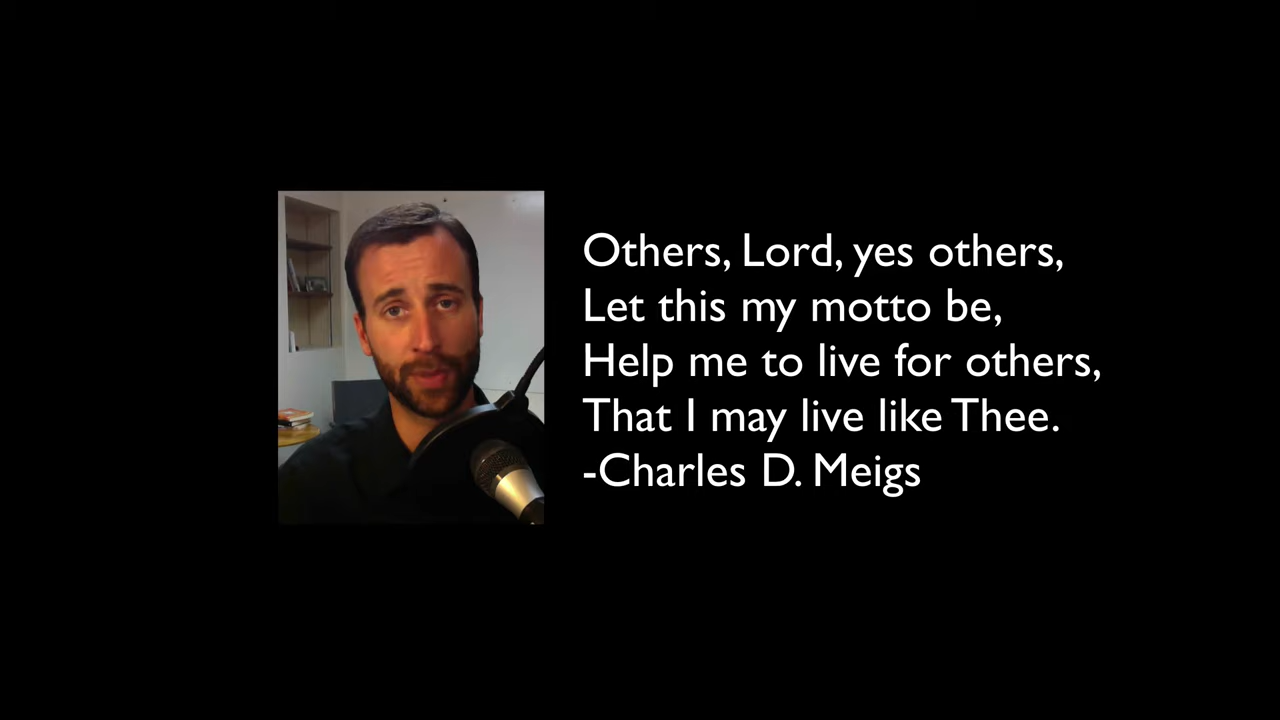 Others, Lord, yes others,
Let this my motto be,
Help me to live for others,
That I may live like Thee.
-Charles D. Meigs